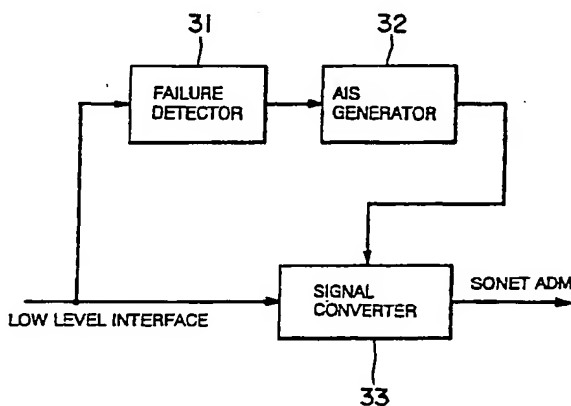 31
32
FAILURE
DETECTOR
AIS
GENERATOR
LOW LEVEL INTERFACE
SIGNAL
CONVERTER
SONET ADM
33